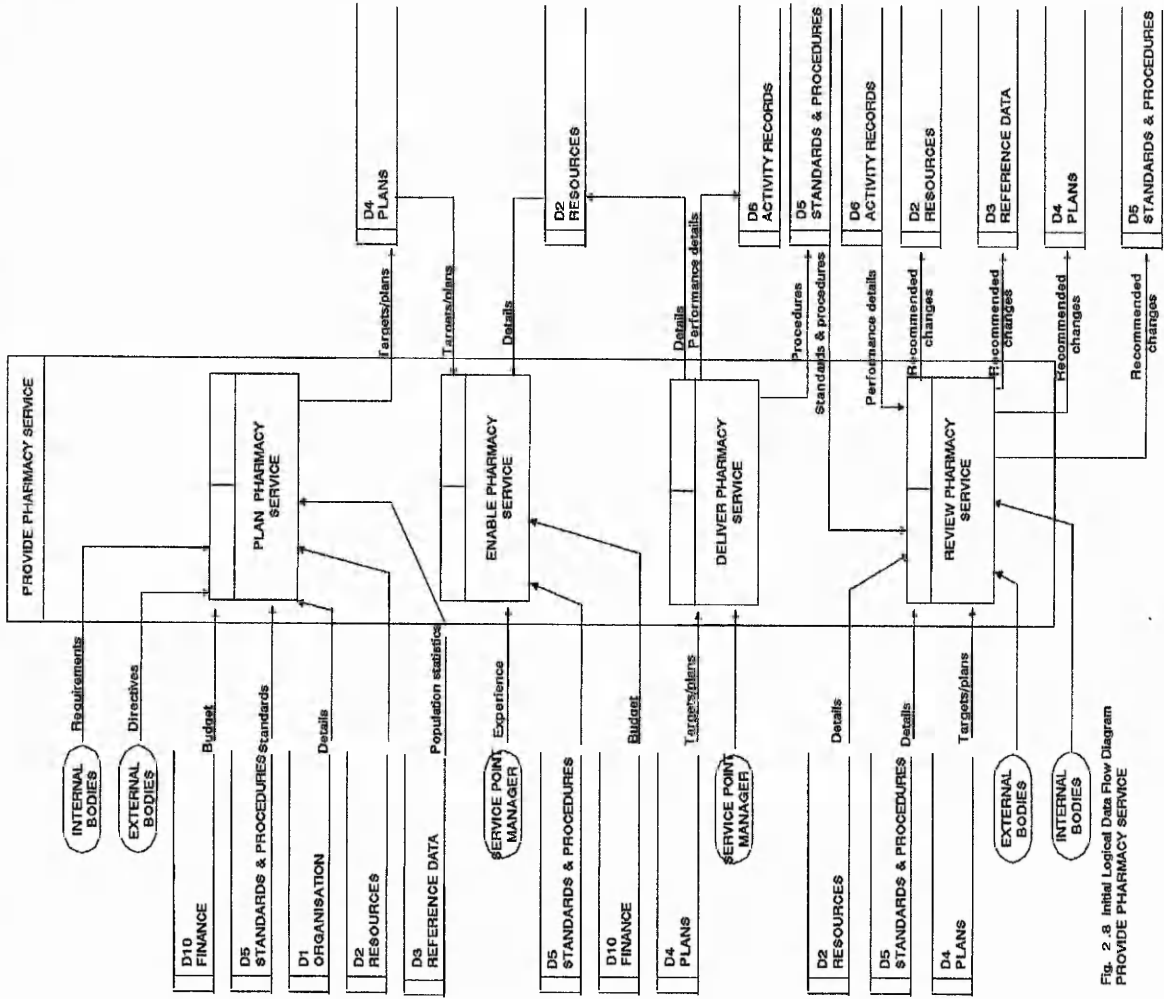 PROVIDE PHARMACY SERVICE
INTERNAL
BODIES
Requirements
EXTERNAL
BODIES
Directives
D10
FINANCE
Budget
D5
STANDARDS & PROCEDURES
Standards
D1
ORGANISATION
Details
D2
RESOURCES
D3
REFERENCE DATA
Population statistics
PLAN PHARMACY
SERVICE
Targets/plans
D4
PLANS
Targets/plans
SERVICE POINT
MANAGER
Experience
D5
STANDARDS & PROCEDURES
D10
FINANCE
Budget
ENABLE PHARMACY
SERVICE
Details
D2
RESOURCES
D4
PLANS
Targets/plans
SERVICE POINT
MANAGER
DELIVER PHARMACY
SERVICE
Details
Performance details
D6
ACTIVITY RECORDS
Procedures
D5
STANDARDS & PROCEDURES
Standards & procedures
D6
ACTIVITY RECORDS
Performance details
D2
RESOURCES
Details
D5
STANDARDS & PROCEDURES
Details
D4
PLANS
Targets/plans
EXTERNAL
BODIES
INTERNAL
BODIES
REVIEW PHARMACY
SERVICE
Recommended
changes
D2
RESOURCES
Recommended
changes
D3
REFERENCE DATA
Recommended
changes
D4
PLANS
Recommended
changes
D5
STANDARDS & PROCEDURES
Fig. 2 .8 Initial Logical Data Flow Diagram
PROVIDE PHARMACY SERVICE